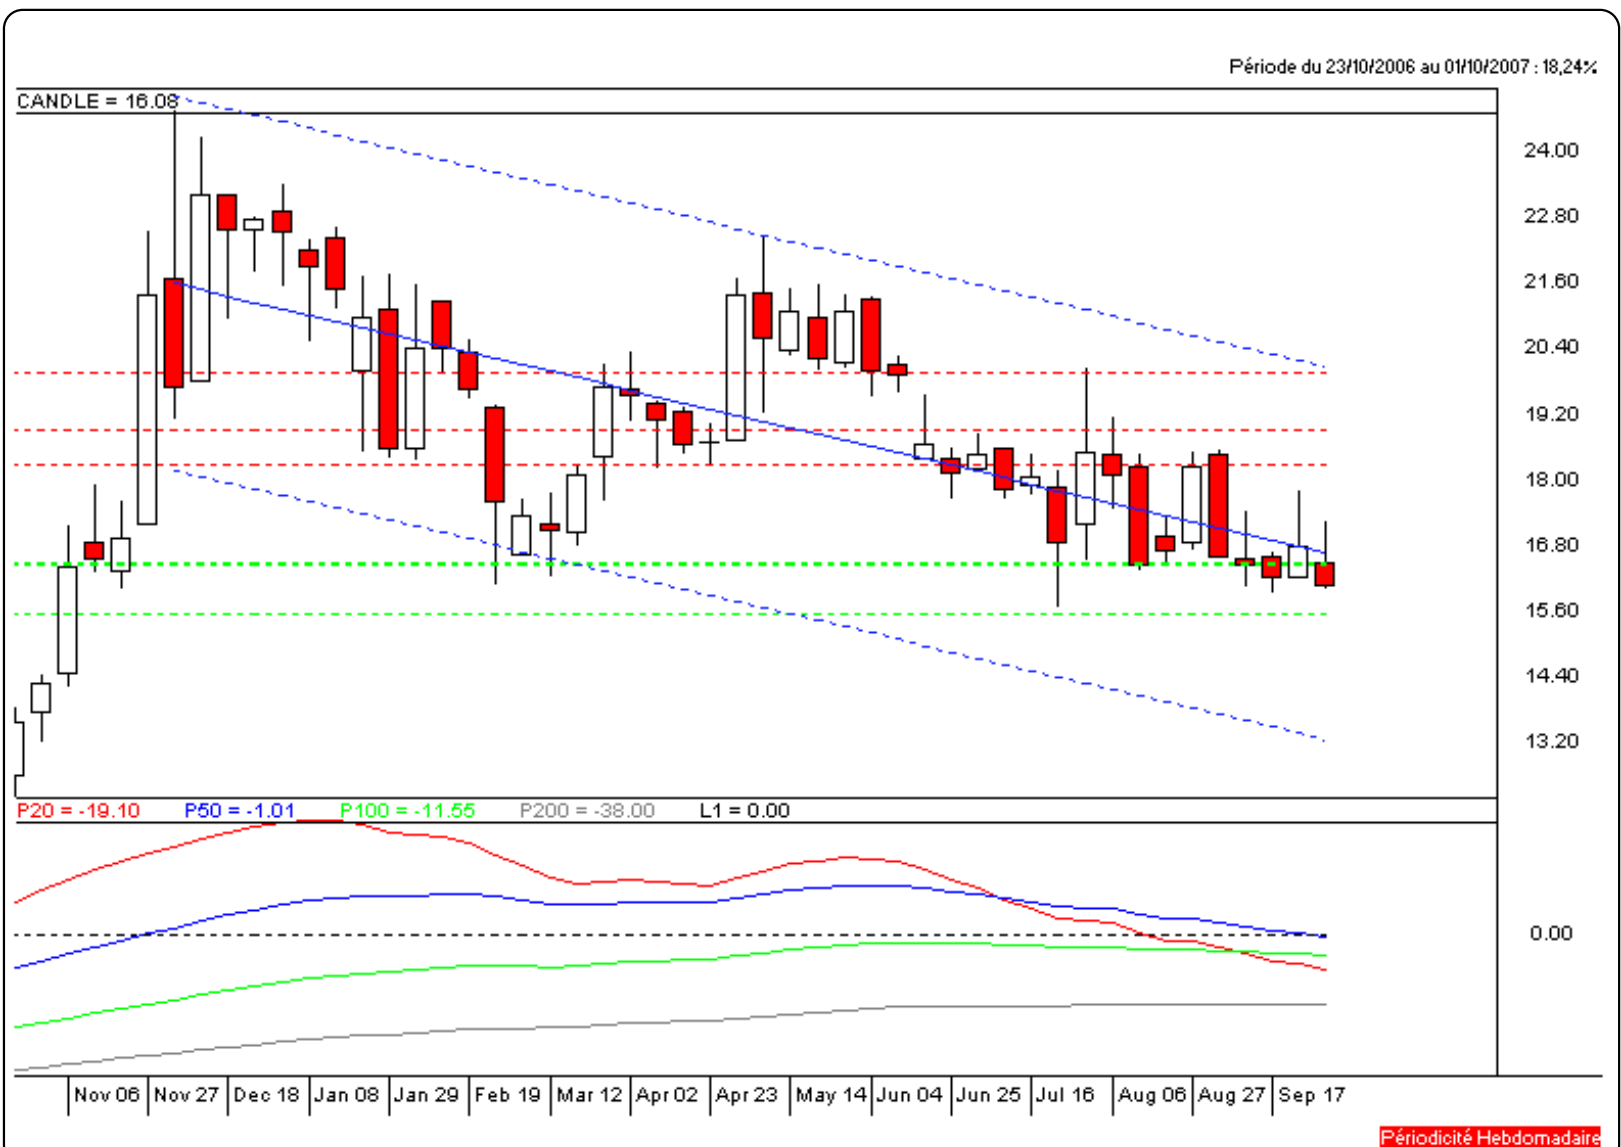 Période du 23/10/2006 au 01/10/2007 : 18,24%
CANDLE = 16.08
24.00
22.80
21.60
20.40
19.20
18.00
16.80
15.60
14.40
13.20
P20 = -19.10 P50 = -1.01 P100 = -11.55 P200 = -38.00 L1 = 0.00
0.00
Nov 06 Nov 27 Dec 18 Jan 08 Jan 29 Feb 19 Mar 12 Apr 02 Apr 23 May 14 Jun 04 Jun 25 Jul 16 Aug 06 Aug 27 Sep 17
Périodicité Hebdomadaire